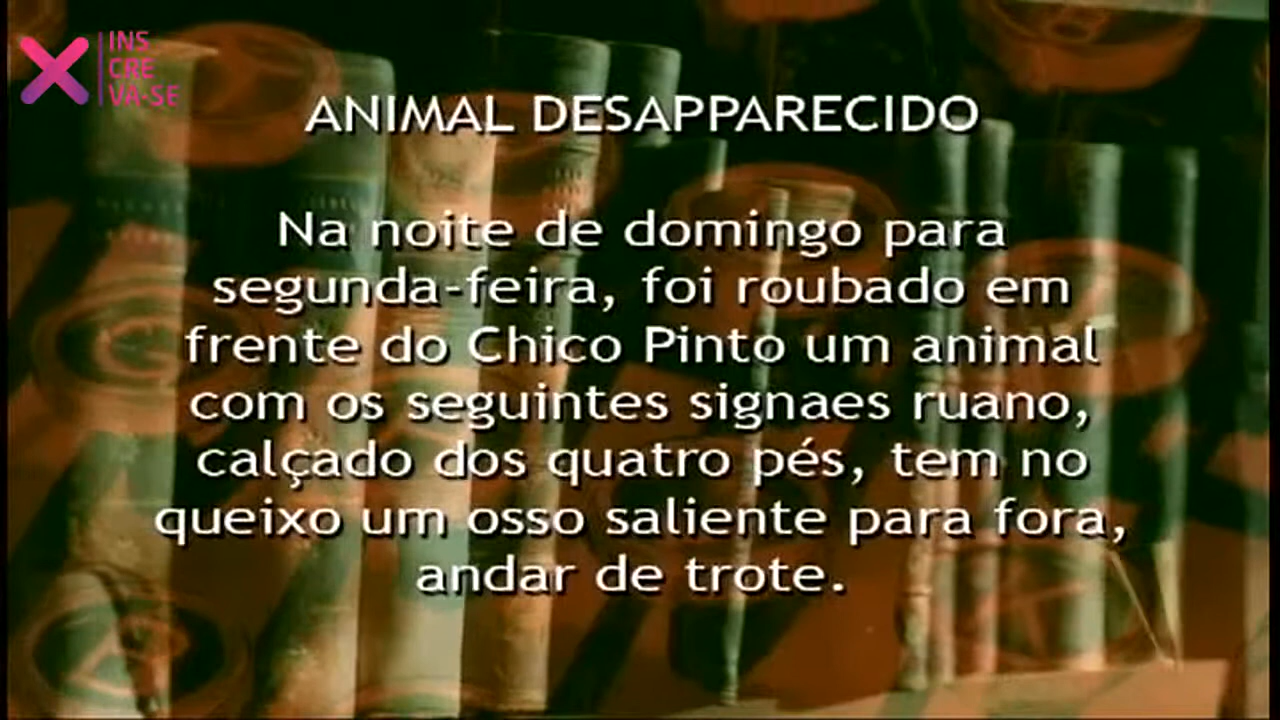 INS
CRE
VA-SE
ANIMAL DESAPPARECIDO
Na noite de domingo para
segunda-feira, foi roubado em
frente do Chico Pinto um animal
com os seguintes signaes ruano,
calçado dos quatro pés, tem no
queixo um osso saliente para fora,
andar de trote.